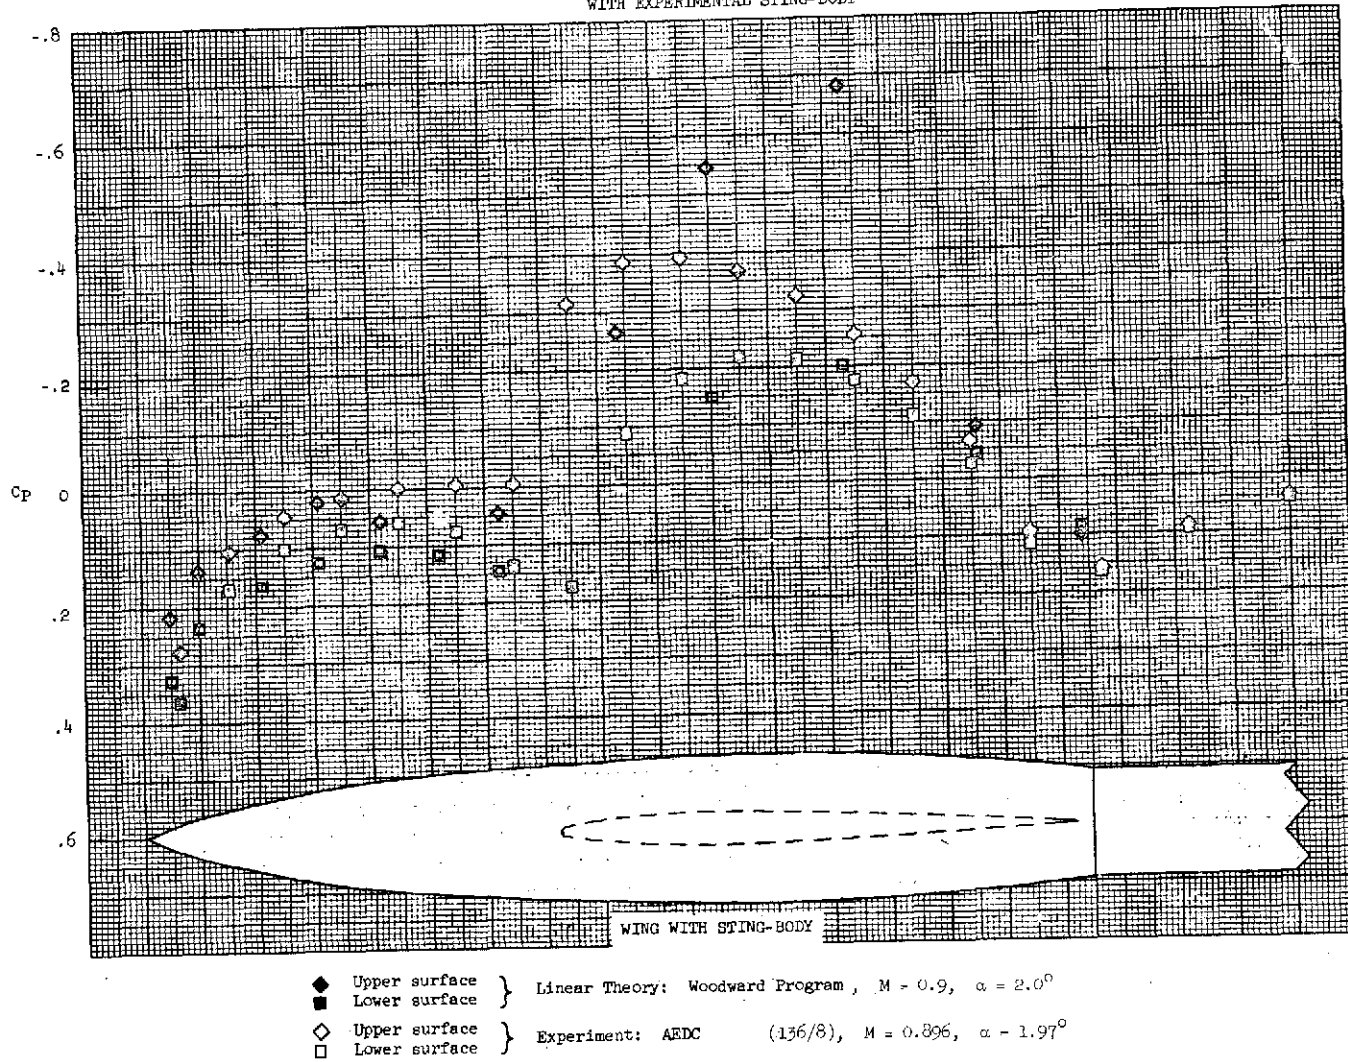 WITH EXPERIMENTAL STING-BODY
-.8
-.6
-.4
-.2
CP 0
.2
.4
.6
WING WITH STING-BODY
Upper surface
Lower surface
} Linear Theory: Woodward Program , M - 0.9, α = 2.0°
Upper surface
Lower surface
} Experiment: AEDC (136/8), M = 0.896, α - 1.97°